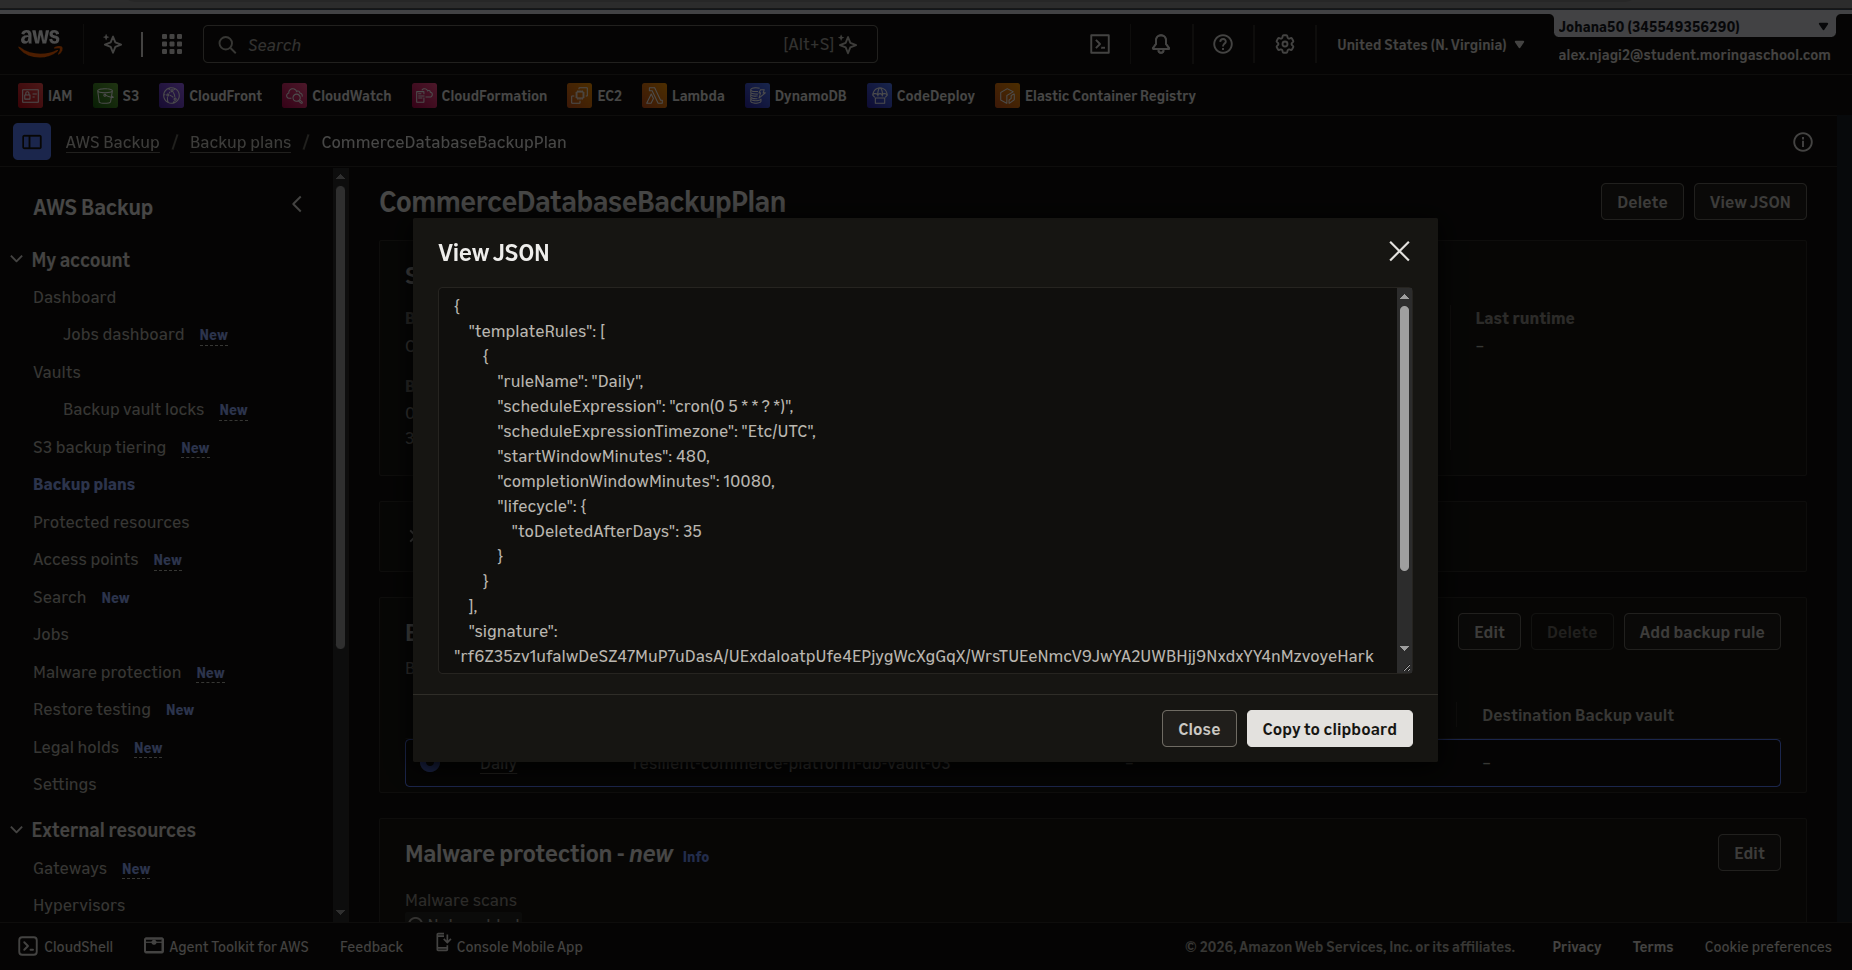 aws
Search
[Alt+S]
United States (N. Virginia)
Johana50 (345549356290)
alex.njagi2@student.moringaschool.com
IAM
S3
CloudFront
CloudWatch
CloudFormation
EC2
Lambda
DynamoDB
CodeDeploy
Elastic Container Registry
AWS Backup / Backup plans / CommerceDatabaseBackupPlan
AWS Backup
My account
Dashboard
Jobs dashboard New
Vaults
Backup vault locks New
S3 backup tiering New
Backup plans
Protected resources
Access points New
Search New
Jobs
Malware protection New
Restore testing New
Legal holds New
Settings
External resources
Gateways New
Hypervisors
CommerceDatabaseBackupPlan
Delete
View JSON
Last runtime
–
View JSON
{
"templateRules": [
{
"ruleName": "Daily",
"scheduleExpression": "cron(0 5 * * ? *)",
"scheduleExpressionTimezone": "Etc/UTC",
"startWindowMinutes": 480,
"completionWindowMinutes": 10080,
"lifecycle": {
"toDeletedAfterDays": 35
}
}
],
"signature":
"rf6Z35zv1ufalwDeSZ47MuP7uDasA/UExdaloatpUfe4EPjygWcXgGqX/WrsTUEeNmcV9JwYA2UWBHjj9NxdxYY4nMzvoyeHark
Close
Copy to clipboard
Edit
Delete
Add backup rule
Destination Backup vault
Daily
resilient-commerce-platform-db-vault-03
–
–
Malware protection - new Info
Edit
Malware scans
CloudShell
Agent Toolkit for AWS
Feedback
Console Mobile App
© 2026, Amazon Web Services, Inc. or its affiliates.
Privacy
Terms
Cookie preferences